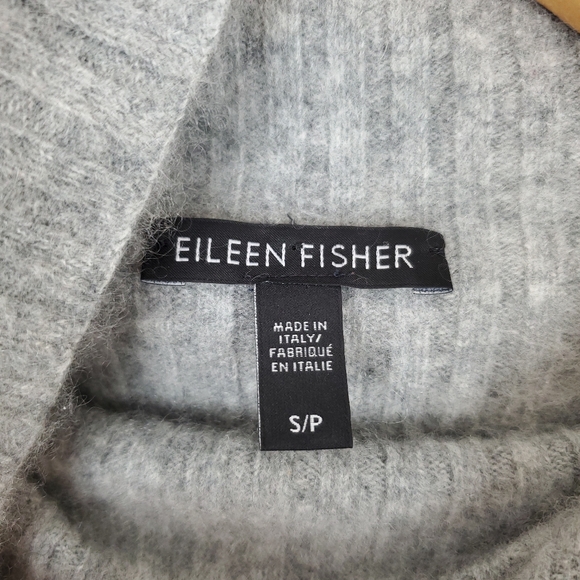 EILEEN FISHER
MADE IN
ITALY/
FABRIQUÉ
EN ITALIE
S/P